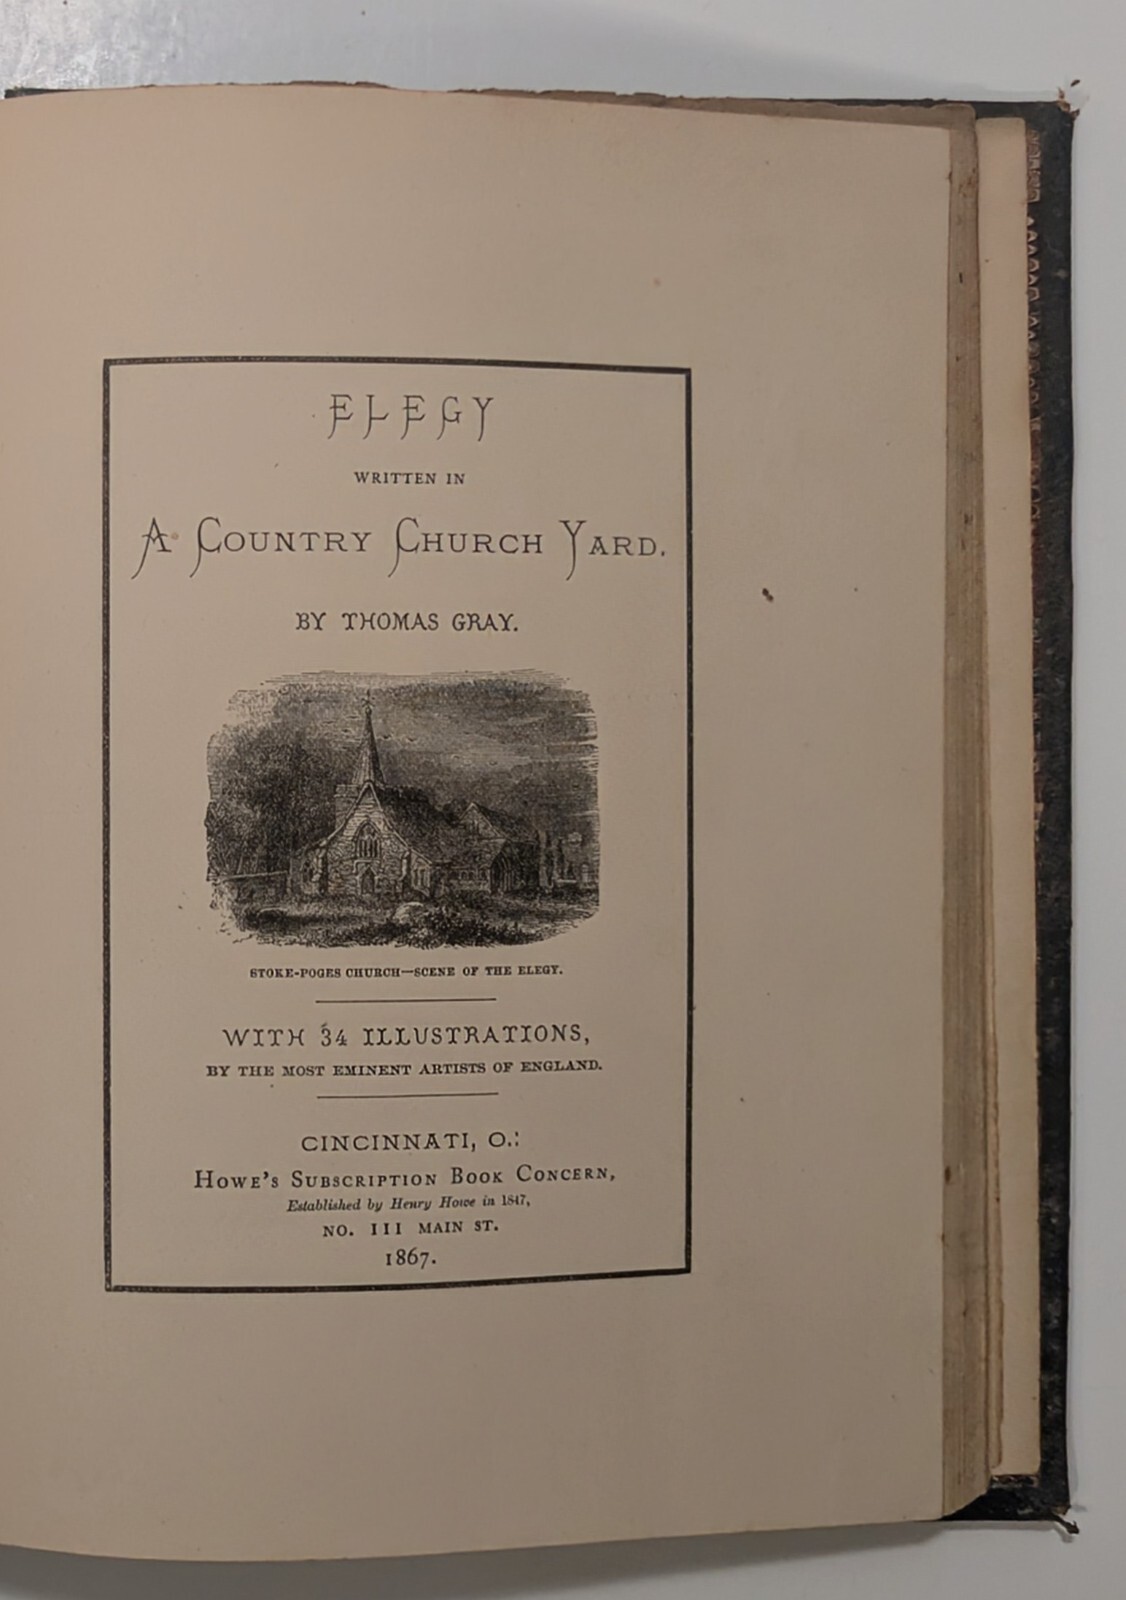 ELEGY
WRITTEN IN
A COUNTRY CHURCH YARD.
BY THOMAS GRAY.
STOKE-POGES CHURCH—SCENE OF THE ELEGY.
WITH 34 ILLUSTRATIONS,
BY THE MOST EMINENT ARTISTS OF ENGLAND.
CINCINNATI, O.:
HOWE'S SUBSCRIPTION BOOK CONCERN,
Established by Henry Howe in 1847,
NO. 111 MAIN ST.
1867.